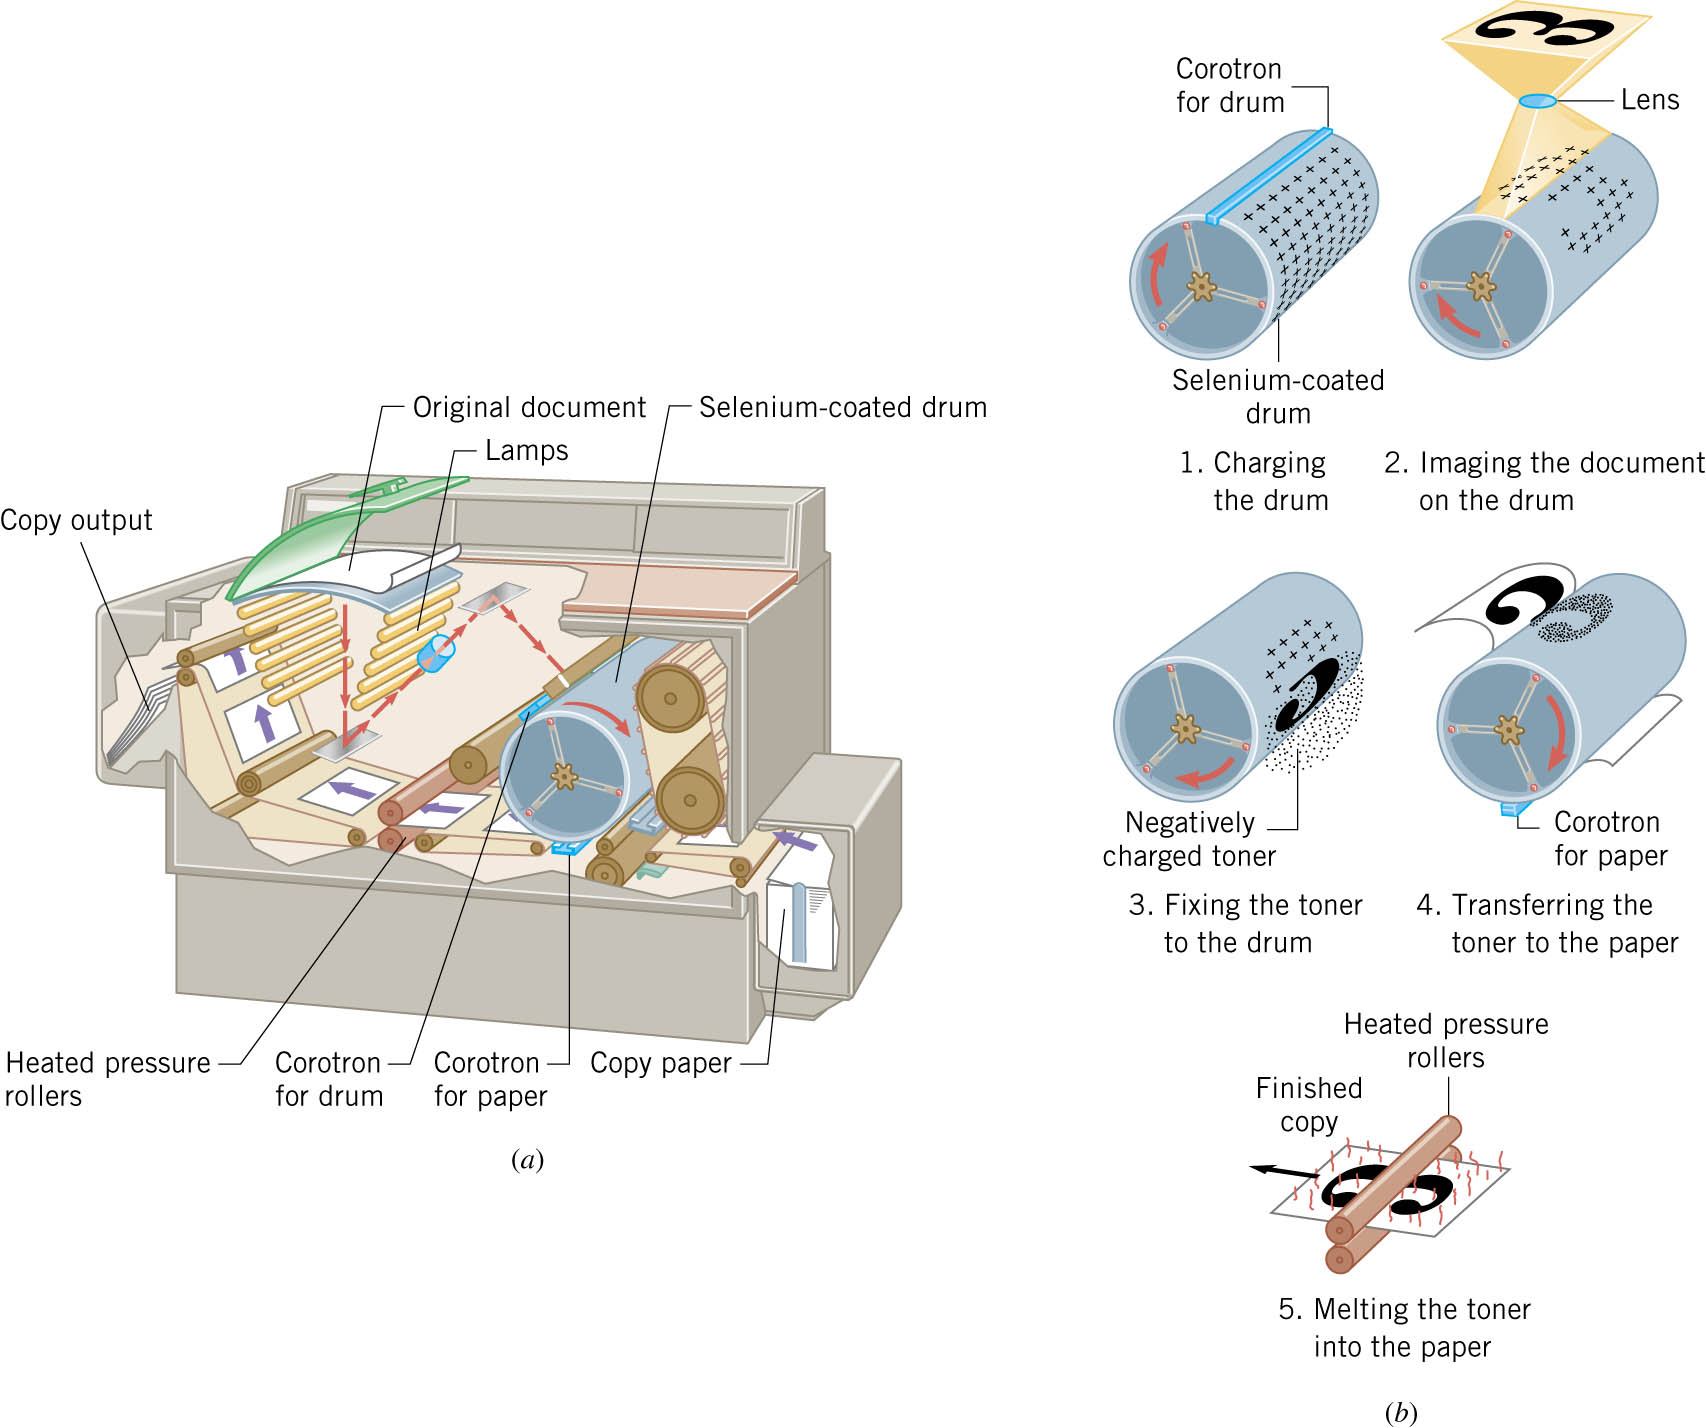 Original document
Selenium-coated drum
Lamps
Copy output
Heated pressure
rollers
Corotron
for drum
Corotron
for paper
Copy paper
(a)
Corotron
for drum
3
Lens
Selenium-coated
drum
1. Charging
the drum
2. Imaging the document
on the drum
Negatively
charged toner
3. Fixing the toner
to the drum
Corotron
for paper
4. Transferring the
toner to the paper
Heated pressure
rollers
Finished
copy
3
5. Melting the toner
into the paper
(b)